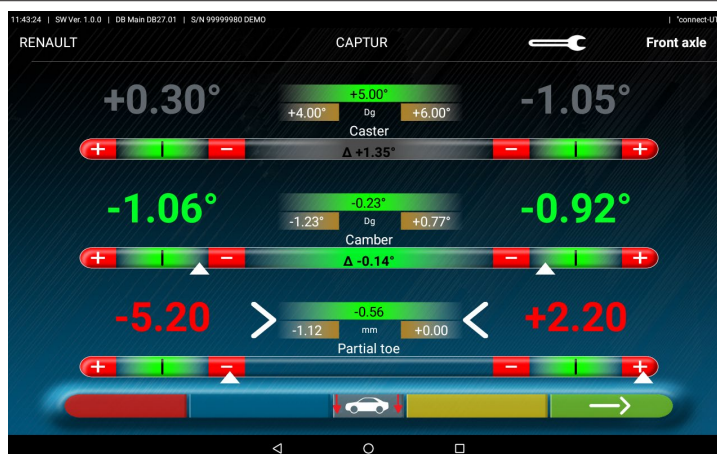 11:43:24 | SW Ver. 1.0.0 | DB Main DB27.01 | S/N 99999980 DEMO | "connect-UT
RENAULT CAPTUR Front axle
+0.30° +5.00° -1.05°
+4.00° Dg +6.00°
Caster
+ - Δ +1.35° - +
-1.06° -0.23° -0.92°
-1.23° Dg +0.77°
Camber
+ - Δ -0.14° - +
-5.20 -0.56 +2.20
-1.12 mm +0.00
Partial toe
+ - - +